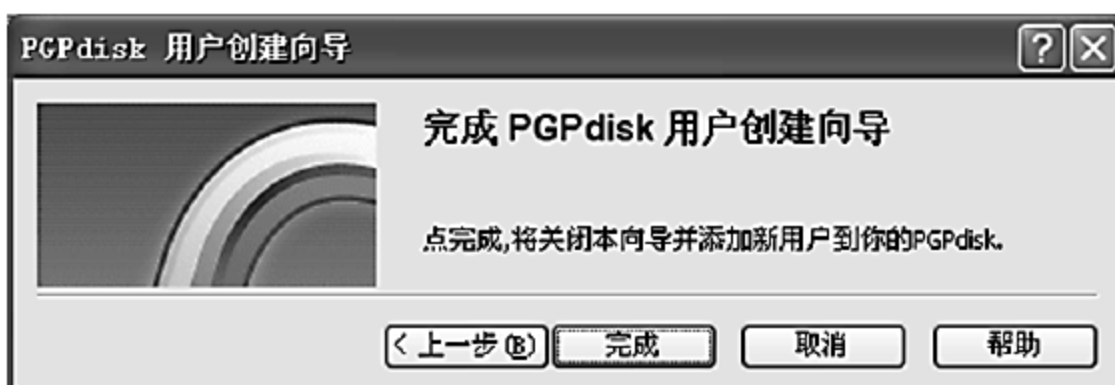 PGPdisk 用户创建向导
完成 PGPdisk 用户创建向导
点完成,将关闭本向导并添加新用户到你的PGPdisk。
< 上一步(B) 完成 取消 帮助